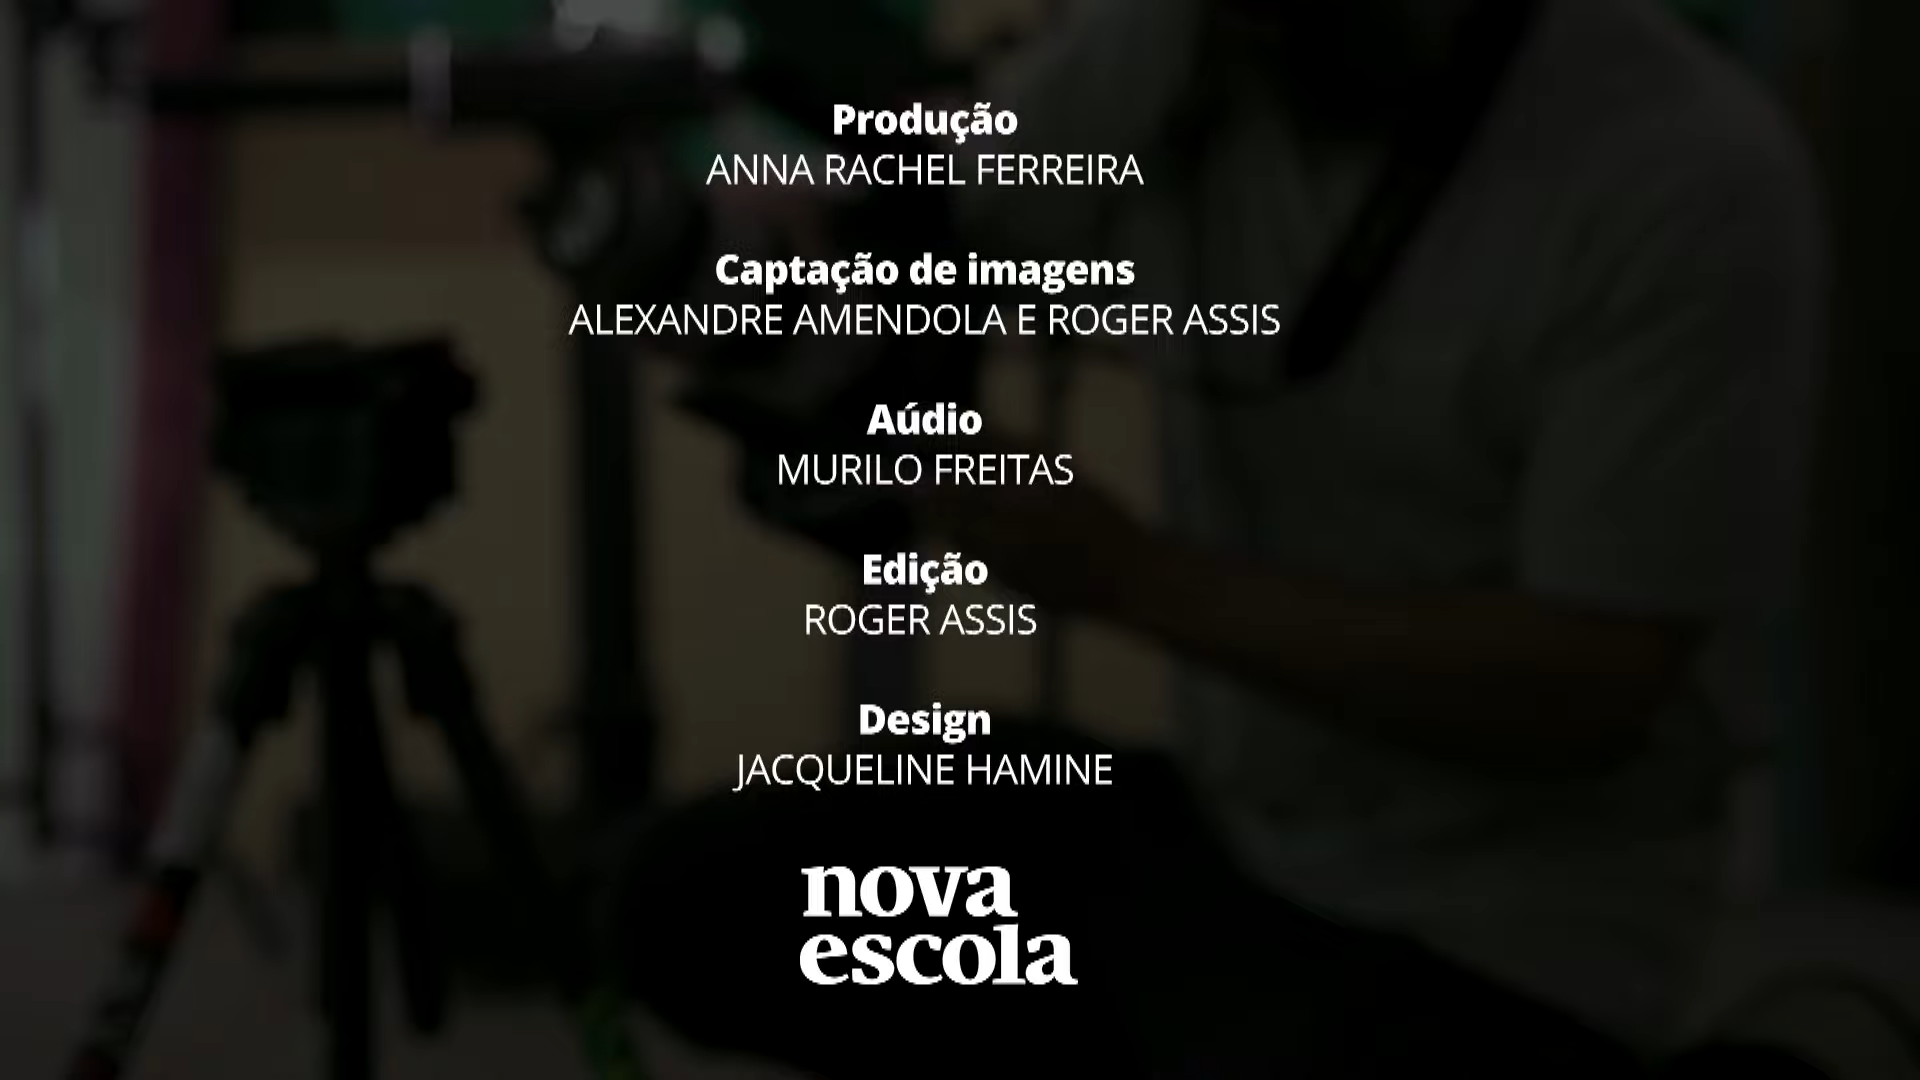 Produção
ANNA RACHEL FERREIRA
Captação de imagens
ALEXANDRE AMENDOLA E ROGER ASSIS
Aúdio
MURILO FREITAS
Edição
ROGER ASSIS
Design
JACQUELINE HAMINE
nova
escola